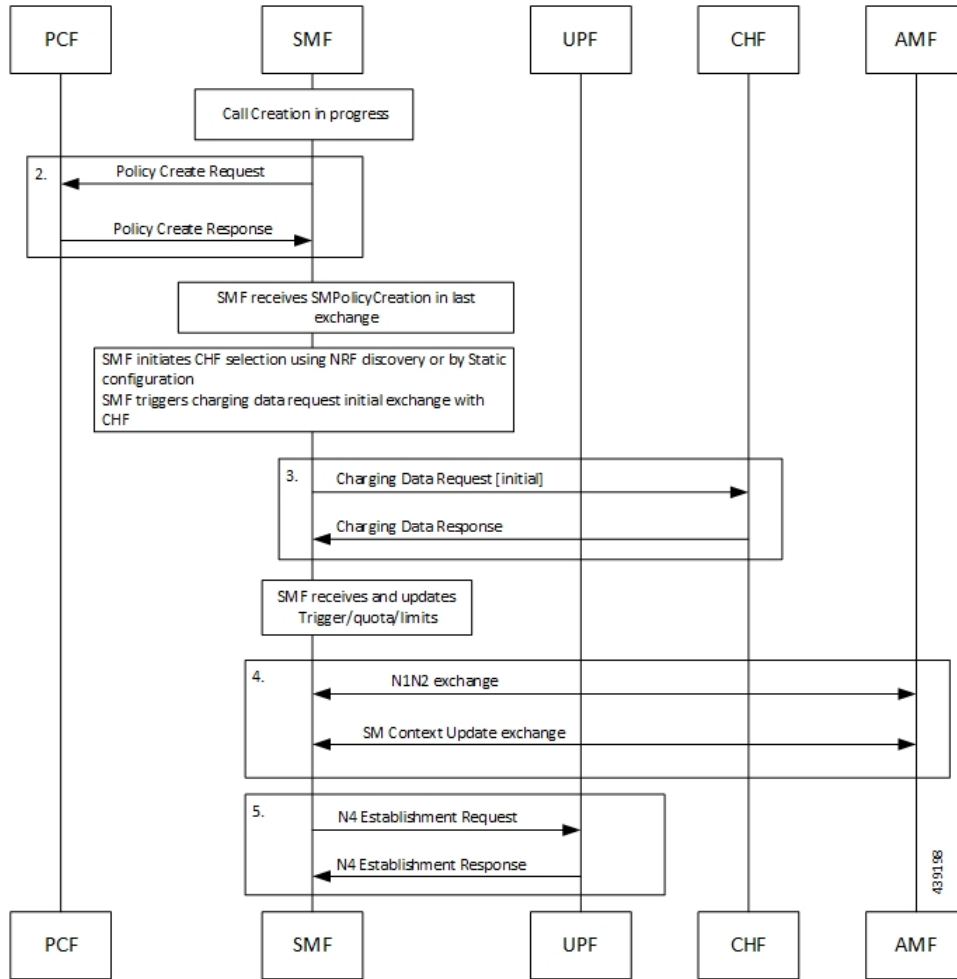 PCF
SMF
UPF
CHF
AMF
Call Creation in progress
2.
Policy Create Request
Policy Create Response
SMF receives SMPolicyCreation in last
exchange
SMF initiates CHF selection using NRF discovery or by Static
configuration
SMF triggers charging data request initial exchange with
CHF
3.
Charging Data Request [initial]
Charging Data Response
SMF receives and updates
Trigger/quota/limits
4.
N1N2 exchange
SM Context Update exchange
5.
N4 Establishment Request
N4 Establishment Response
439198
PCF
SMF
UPF
CHF
AMF